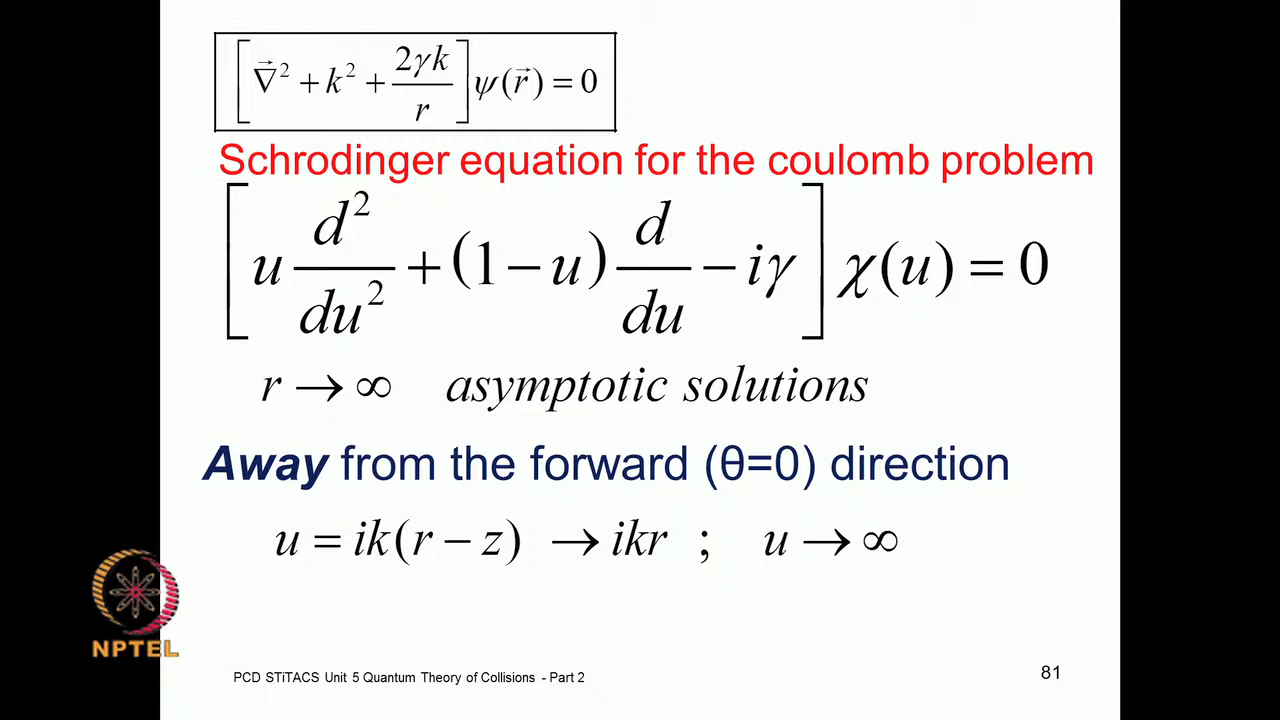 [∇⃗² + k² + 2γk/r] ψ(r⃗) = 0
Schrodinger equation for the coulomb problem
[u d²/du² + (1 − u) d/du − iγ] χ(u) = 0
r → ∞ asymptotic solutions
Away from the forward (θ=0) direction
u = ik(r − z) → ikr ; u → ∞
NPTEL
PCD STiTACS Unit 5 Quantum Theory of Collisions - Part 2
81